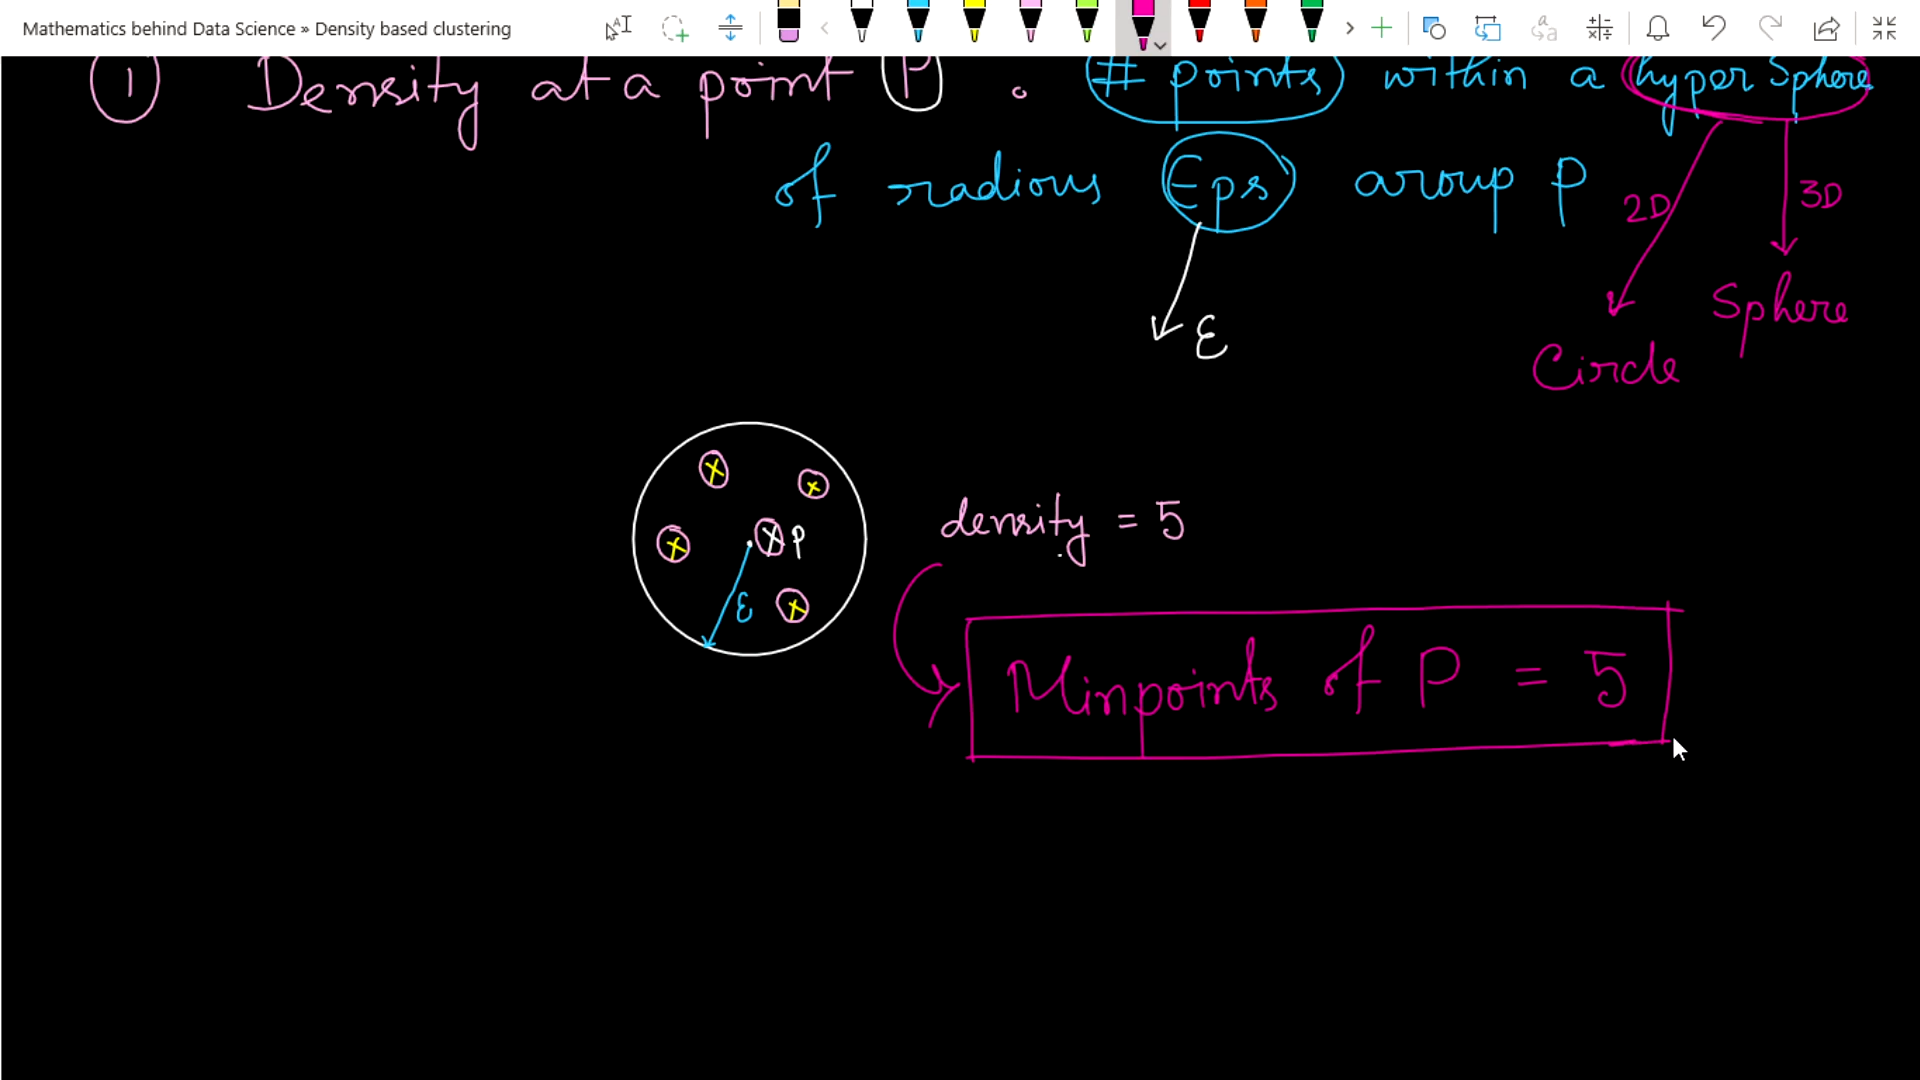 Mathematics behind Data Science » Density based clustering
① Density at a point P : # points within a hyper Sphere
of radious Eps aroup P
2D
3D
ε
Sphere
Circle
density = 5
P
ε
Minpoints of P = 5